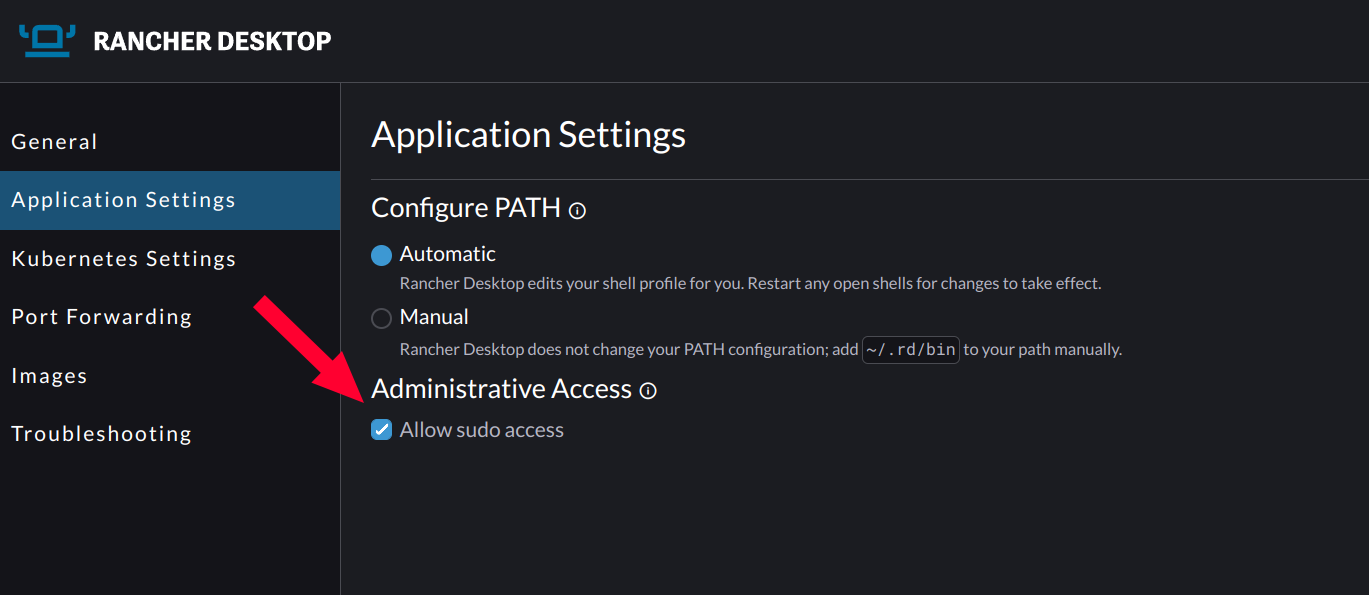 RANCHER DESKTOP
General
Application Settings
Kubernetes Settings
Port Forwarding
Images
Troubleshooting
Application Settings
Configure PATH
Automatic
Rancher Desktop edits your shell profile for you. Restart any open shells for changes to take effect.
Manual
Rancher Desktop does not change your PATH configuration; add ~/.rd/bin to your path manually.
Administrative Access
Allow sudo access